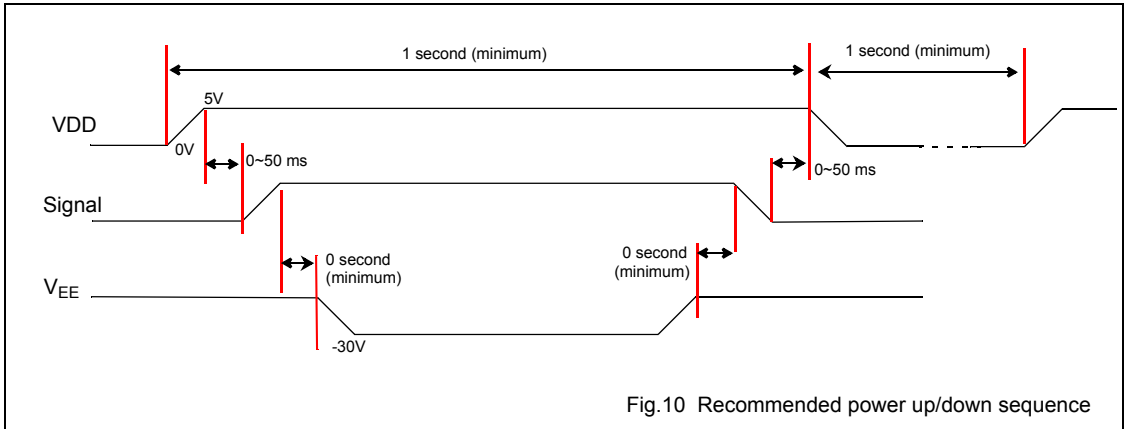 1 second (minimum)
1 second (minimum)
5V
VDD
0V
0~50 ms
0~50 ms
Signal
0 second
(minimum)
0 second
(minimum)
VEE
-30V
Fig.10 Recommended power up/down sequence